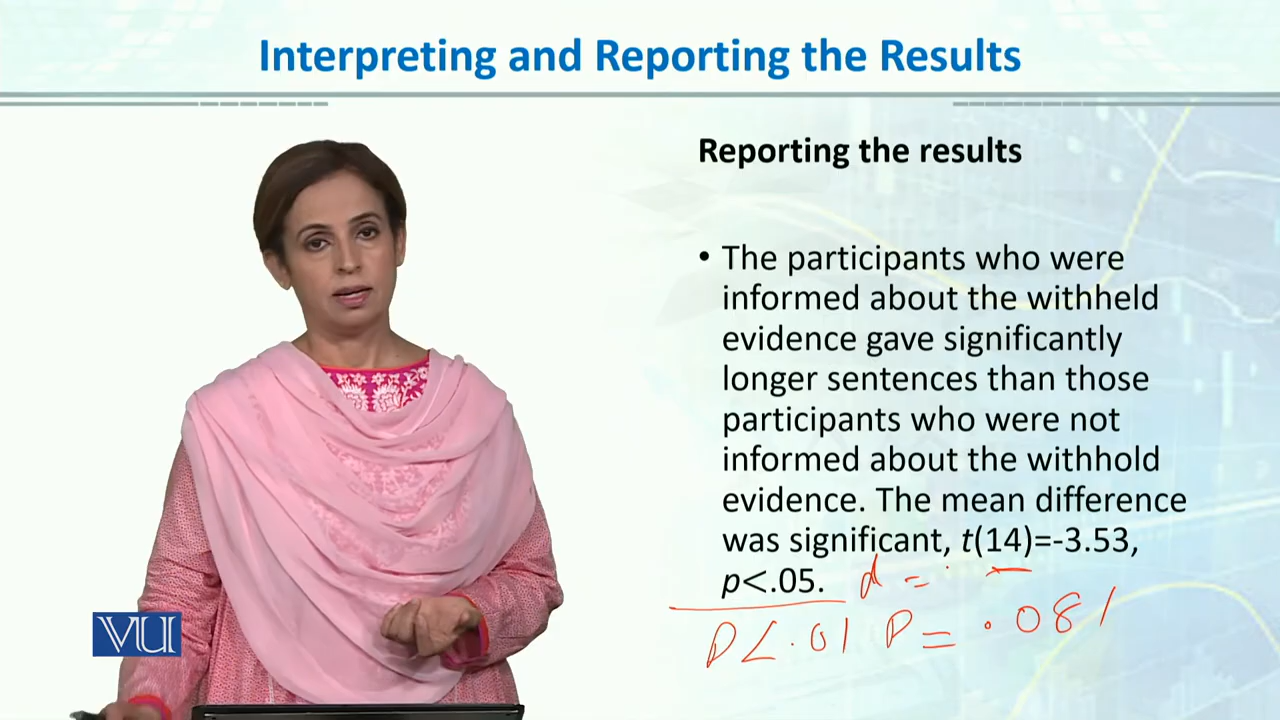 Interpreting and Reporting the Results
Reporting the results
• The participants who were
informed about the withheld
evidence gave significantly
longer sentences than those
participants who were not
informed about the withhold
evidence. The mean difference
was significant, t(14)=-3.53,
p<.05. d = . –
P<.01 P = .081
VU